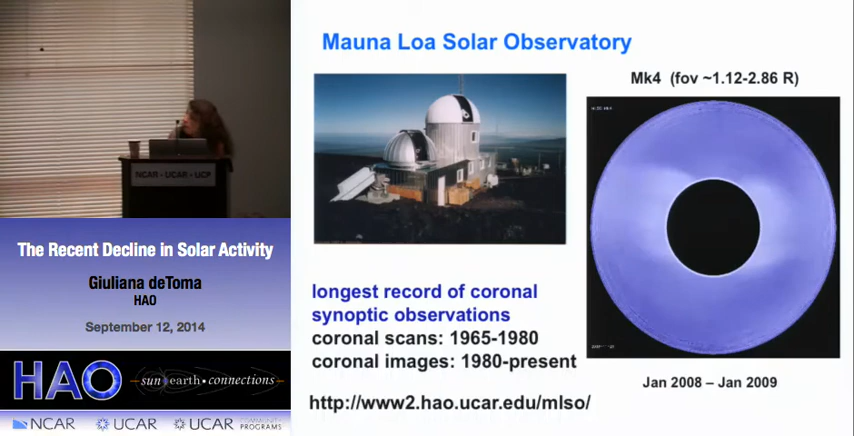 NCAR - UCAR - UCP
The Recent Decline in Solar Activity
Giuliana deToma
HAO
September 12, 2014
HAO
sun earth connections
NCAR
UCAR
UCAR
PROGRAMS
Mauna Loa Solar Observatory
Mk4 (fov ~1.12-2.86 R)
longest record of coronal
synoptic observations
coronal scans: 1965-1980
coronal images: 1980-present
http://www2.hao.ucar.edu/mlso/
Jan 2008 – Jan 2009